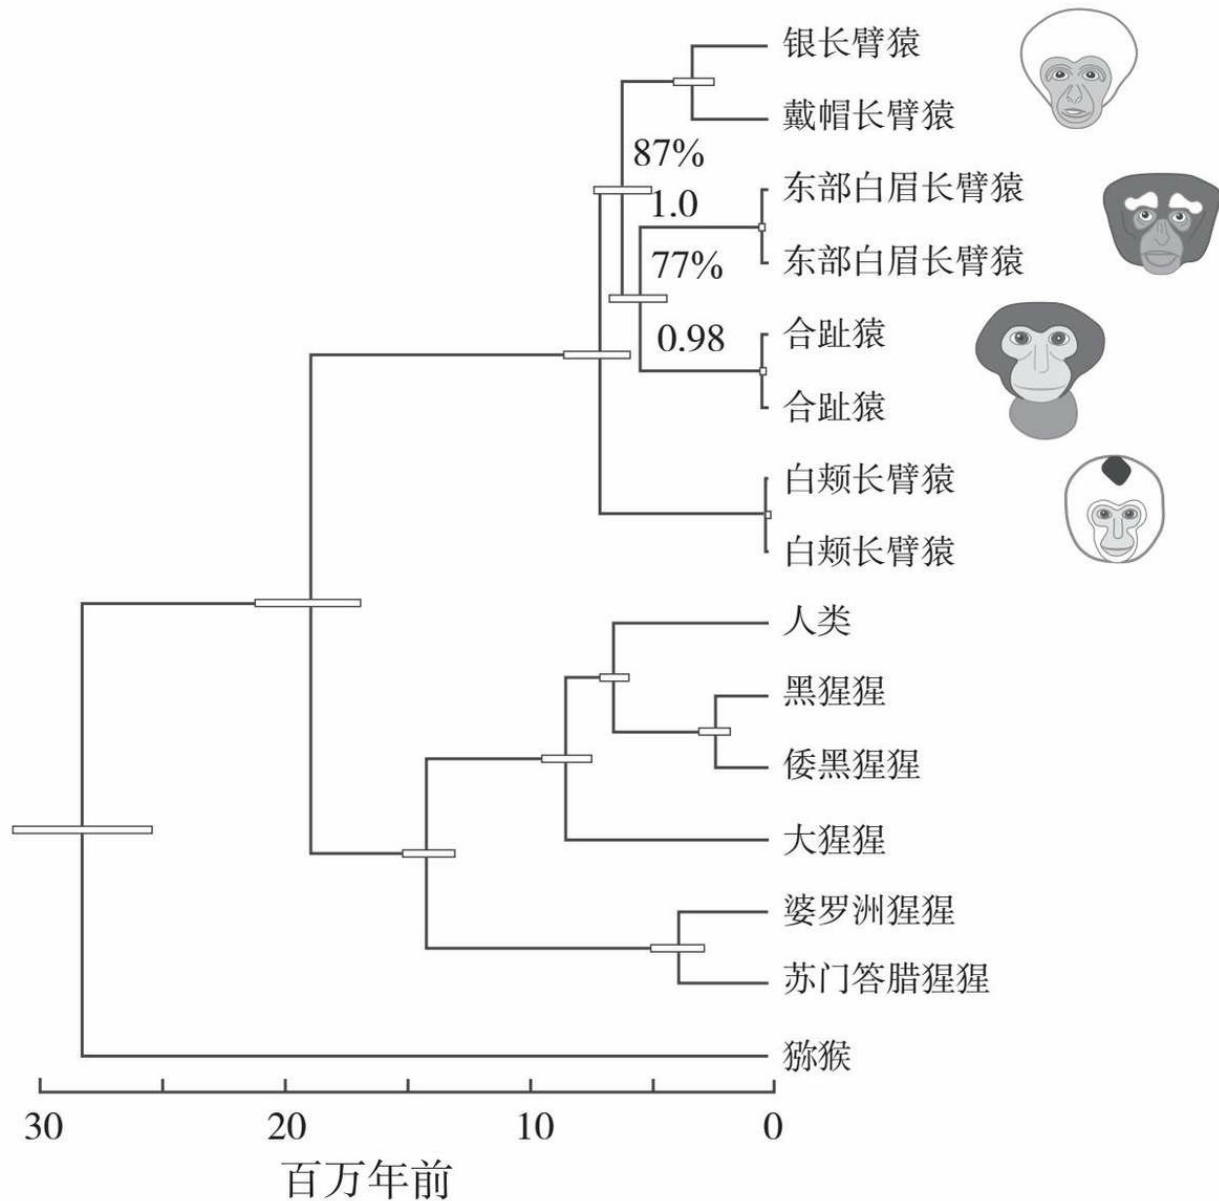 银长臂猿
戴帽长臂猿
87%
东部白眉长臂猿
1.0
东部白眉长臂猿
77%
合趾猿
0.98
合趾猿
白颊长臂猿
白颊长臂猿
人类
黑猩猩
倭黑猩猩
大猩猩
婆罗洲猩猩
苏门答腊猩猩
猕猴
30 20 10 0
百万年前